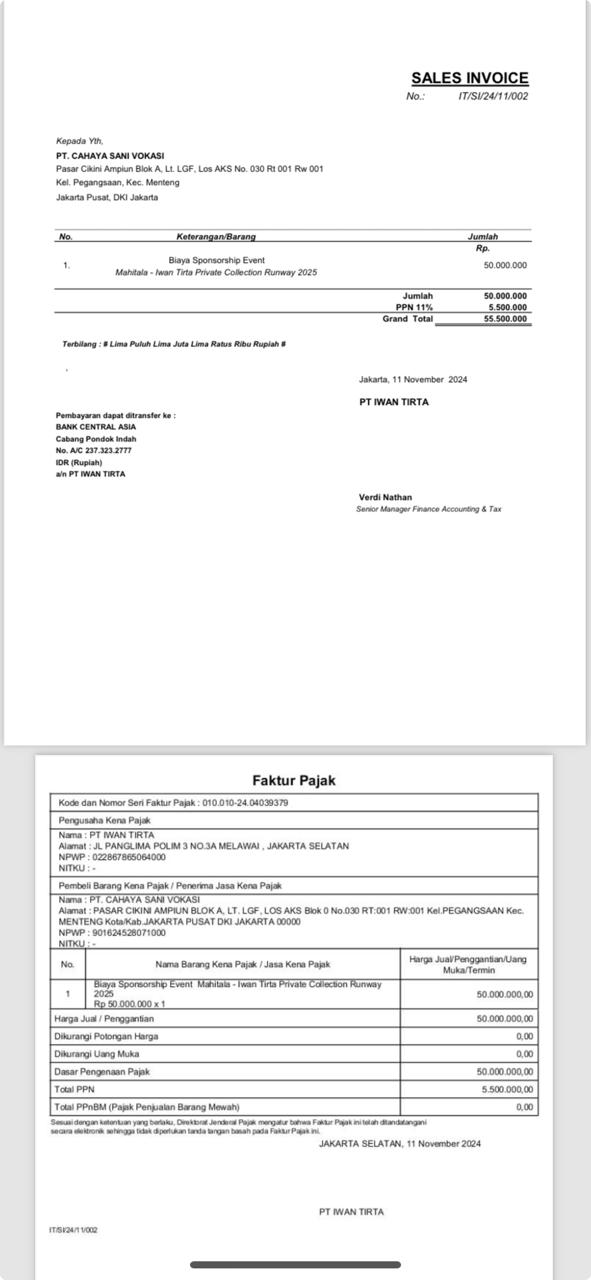 SALES INVOICE
No.: IT/SI/24/11/002
Kepada Yth,
PT. CAHAYA SANI VOKASI
Pasar Cikini Ampiun Blok A, Lt. LGF, Los AKS No. 030 Rt 001 Rw 001
Kel. Pegangsaan, Kec. Menteng
Jakarta Pusat, DKI Jakarta
No. Keterangan/Barang Jumlah
Rp.
1. Biaya Sponsorship Event 50.000.000
Mahitala - Iwan Tirta Private Collection Runway 2025
Jumlah 50.000.000
PPN 11% 5.500.000
Grand Total 55.500.000
Terbilang : # Lima Puluh Lima Juta Lima Ratus Ribu Rupiah #
Jakarta, 11 November 2024
PT IWAN TIRTA
Pembayaran dapat ditransfer ke :
BANK CENTRAL ASIA
Cabang Pondok Indah
No. A/C 237.323.2777
IDR (Rupiah)
a/n PT IWAN TIRTA
Verdi Nathan
Senior Manager Finance Accounting & Tax
Faktur Pajak
Kode dan Nomor Seri Faktur Pajak : 010.010-24.04039379
Pengusaha Kena Pajak
Nama : PT IWAN TIRTA
Alamat : JL PANGLIMA POLIM 3 NO.3A MELAWAI , JAKARTA SELATAN
NPWP : 022867865064000
NITKU : -
Pembeli Barang Kena Pajak / Penerima Jasa Kena Pajak
Nama : PT. CAHAYA SANI VOKASI
Alamat : PASAR CIKINI AMPIUN BLOK A, LT. LGF, LOS AKS Blok 0 No.030 RT:001 RW:001 Kel.PEGANGSAAN Kec.
MENTENG Kota/Kab.JAKARTA PUSAT DKI JAKARTA 00000
NPWP : 901624528071000
NITKU : -
No. Nama Barang Kena Pajak / Jasa Kena Pajak Harga Jual/Penggantian/Uang
Muka/Termin
1 Biaya Sponsorship Event Mahitala - Iwan Tirta Private Collection Runway
2025
Rp 50.000.000 x 1 50.000.000,00
Harga Jual / Penggantian 50.000.000,00
Dikurangi Potongan Harga 0,00
Dikurangi Uang Muka 0,00
Dasar Pengenaan Pajak 50.000.000,00
Total PPN 5.500.000,00
Total PPnBM (Pajak Penjualan Barang Mewah) 0,00
Sesuai dengan ketentuan yang berlaku, Direktorat Jenderal Pajak mengatur bahwa Faktur Pajak ini telah ditandatangani
secara elektronik sehingga tidak diperlukan tanda tangan basah pada Faktur Pajak ini.
JAKARTA SELATAN, 11 November 2024
PT IWAN TIRTA
IT/SI/24/11/002